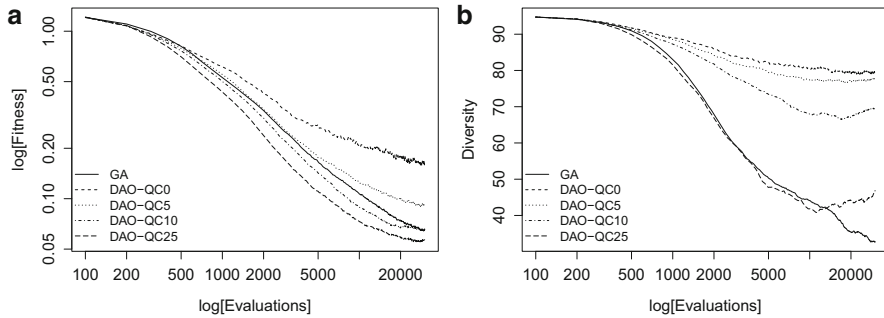 a
log[Fitness]
1.00
0.50
0.20
0.10
0.05
GA
DAO-QC0
DAO-QC5
DAO-QC10
DAO-QC25
100 200 500 1000 2000 5000 20000
log[Evaluations]
b
Diversity
90
80
70
60
50
40
GA
DAO-QC0
DAO-QC5
DAO-QC10
DAO-QC25
100 200 500 1000 2000 5000 20000
log[Evaluations]